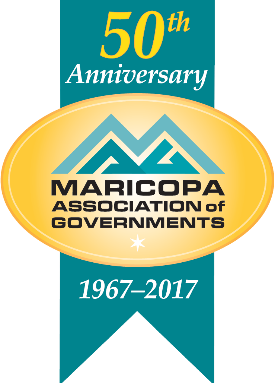 50th
Anniversary
MARICOPA
ASSOCIATION of
GOVERNMENTS
1967–2017